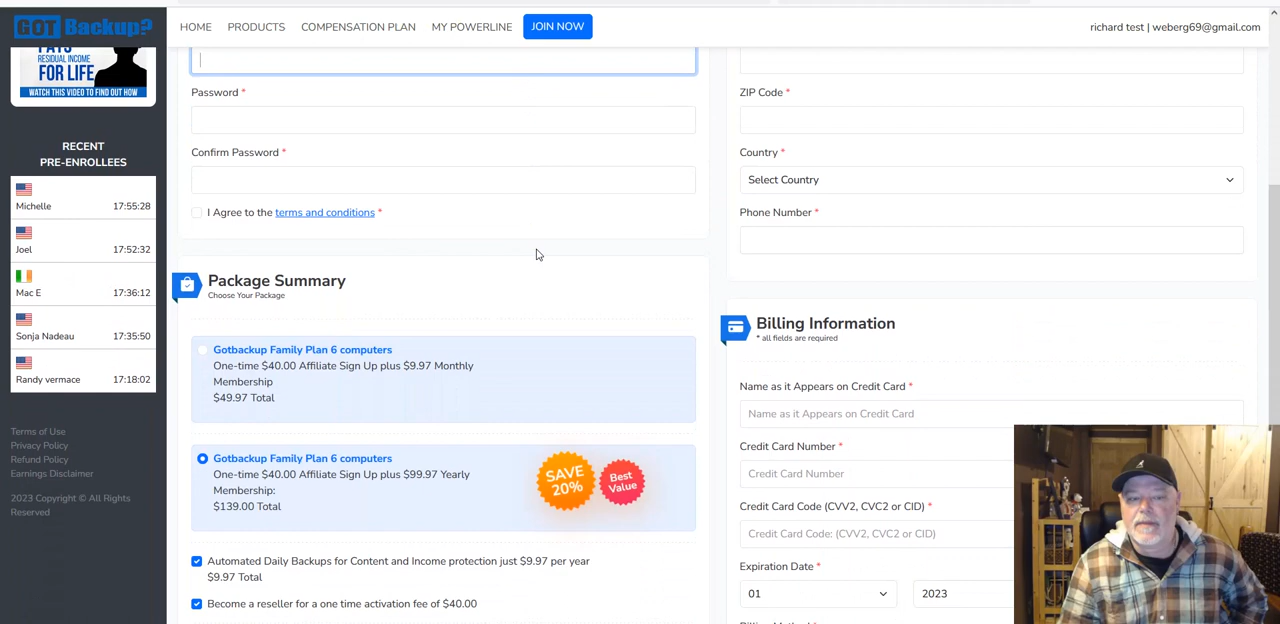 GOT Backup?
HOME
PRODUCTS
COMPENSATION PLAN
MY POWERLINE
JOIN NOW
richard test | weberg69@gmail.com
PAYS
RESIDUAL INCOME
FOR LIFE
WATCH THIS VIDEO TO FIND OUT HOW
RECENT
PRE-ENROLLEES
Michelle 17:55:28
Joel 17:52:32
Mac E 17:36:12
Sonja Nadeau 17:35:50
Randy vermace 17:18:02
Terms of Use
Privacy Policy
Refund Policy
Earnings Disclaimer
2023 Copyright © All Rights
Reserved
Password *
Confirm Password *
I Agree to the terms and conditions *
Package Summary
Choose Your Package
Gotbackup Family Plan 6 computers
One-time $40.00 Affiliate Sign Up plus $9.97 Monthly
Membership
$49.97 Total
Gotbackup Family Plan 6 computers
One-time $40.00 Affiliate Sign Up plus $99.97 Yearly
Membership:
$139.00 Total
SAVE
20%
Best
Value
Automated Daily Backups for Content and Income protection just $9.97 per year
$9.97 Total
Become a reseller for a one time activation fee of $40.00
ZIP Code *
Country *
Select Country
Phone Number *
Billing Information
* all fields are required
Name as it Appears on Credit Card *
Name as it Appears on Credit Card
Credit Card Number *
Credit Card Number
Credit Card Code (CVV2, CVC2 or CID) *
Credit Card Code: (CVV2, CVC2 or CID)
Expiration Date *
01
2023